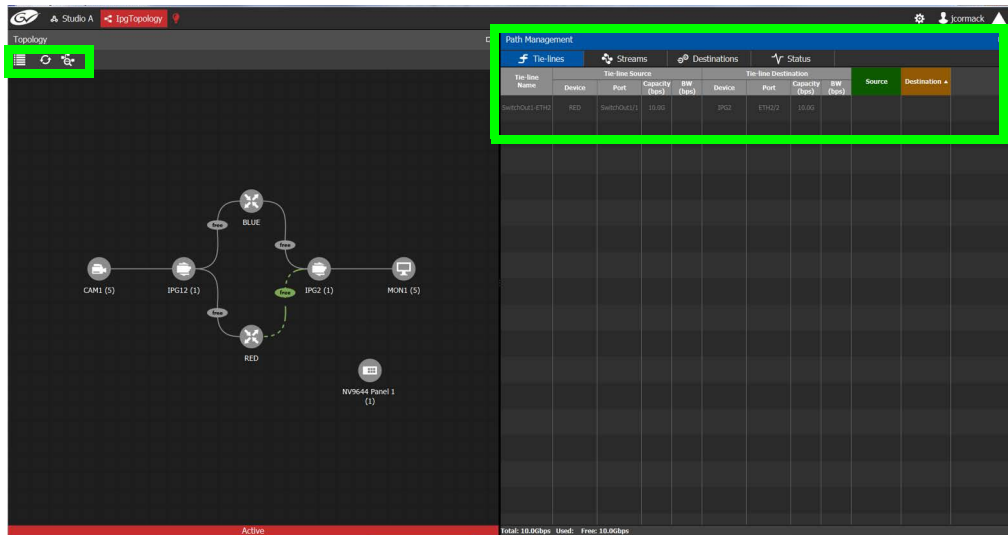 GV Studio A IpgTopology jcormack
Topology
Path Management
Tie-lines Streams Destinations Status
Tie-line Name Tie-line Source Tie-line Destination Source Destination
Device Port Capacity (bps) BW (bps) Device Port Capacity (bps) BW (bps)
SwitchOut1-ETH2 RED SwitchOut1/1 10.0G IPG2 ETH2/2 10.0G
free
BLUE
free
CAM1 (5) IPG12 (1) free IPG2 (1) MON1 (5)
free
RED
NV9644 Panel 1
(1)
Active
Total: 10.0Gbps Used: Free: 10.0Gbps